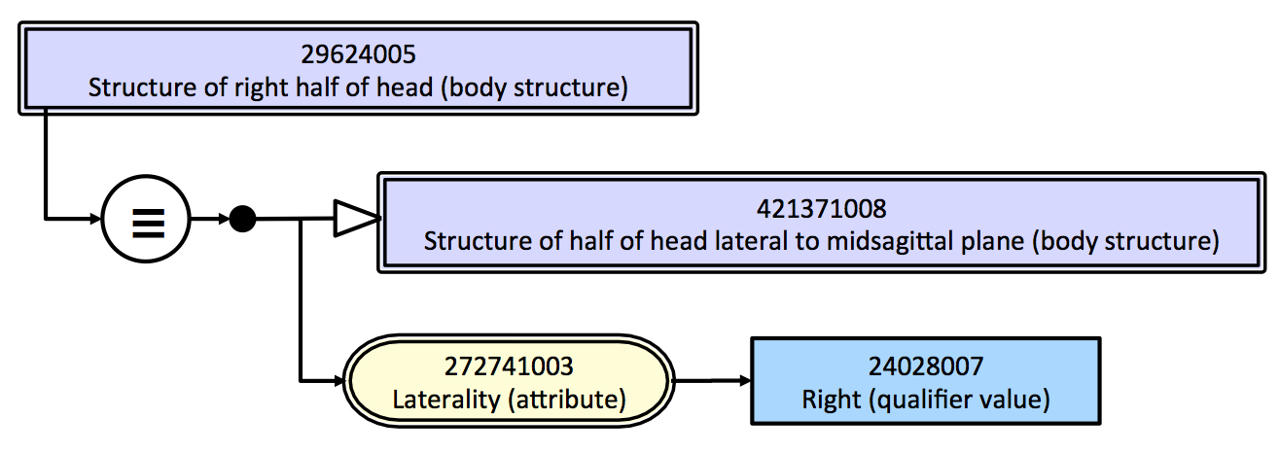 29624005
Structure of right half of head (body structure)
≡
421371008
Structure of half of head lateral to midsagittal plane (body structure)
272741003
Laterality (attribute)
24028007
Right (qualifier value)